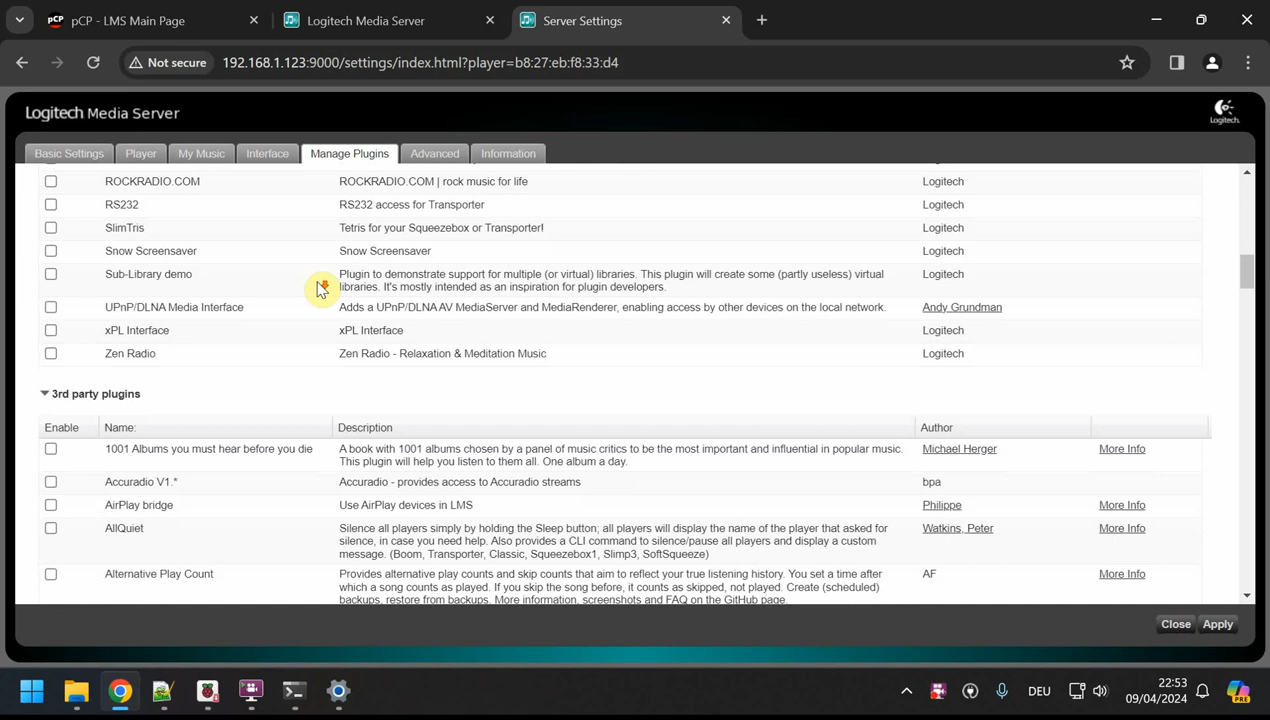 pCP - LMS Main Page
Logitech Media Server
Server Settings
Not secure
192.168.1.123:9000/settings/index.html?player=b8:27:eb:f8:33:d4
Logitech Media Server
Logitech
Basic Settings
Player
My Music
Interface
Manage Plugins
Advanced
Information
ROCKRADIO.COM ROCKRADIO.COM | rock music for life Logitech
RS232 RS232 access for Transporter Logitech
SlimTris Tetris for your Squeezebox or Transporter! Logitech
Snow Screensaver Snow Screensaver Logitech
Sub-Library demo Plugin to demonstrate support for multiple (or virtual) libraries. This plugin will create some (partly useless) virtual Logitech
libraries. It's mostly intended as an inspiration for plugin developers.
UPnP/DLNA Media Interface Adds a UPnP/DLNA AV MediaServer and MediaRenderer, enabling access by other devices on the local network. Andy Grundman
xPL Interface xPL Interface Logitech
Zen Radio Zen Radio - Relaxation & Meditation Music Logitech
3rd party plugins
Enable Name: Description Author
1001 Albums you must hear before you die A book with 1001 albums chosen by a panel of music critics to be the most important and influential in popular music. Michael Herger More Info
This plugin will help you listen to them all. One album a day.
Accuradio V1.* Accuradio - provides access to Accuradio streams bpa
AirPlay bridge Use AirPlay devices in LMS Philippe More Info
AllQuiet Silence all players simply by holding the Sleep button; all players will display the name of the player that asked for Watkins, Peter More Info
silence, in case you need help. Also provides a CLI command to silence/pause all players and display a custom
message. (Boom, Transporter, Classic, Squeezebox1, Slimp3, SoftSqueeze)
Alternative Play Count Provides alternative play counts and skip counts that aim to reflect your true listening history. You set a time after AF More Info
which a song counts as played. If you skip the song before, it counts as skipped, not played. Create (scheduled)
backups, restore from backups. More information, screenshots and FAQ on the GitHub page.
Close Apply
DEU
22:53
09/04/2024
PRE